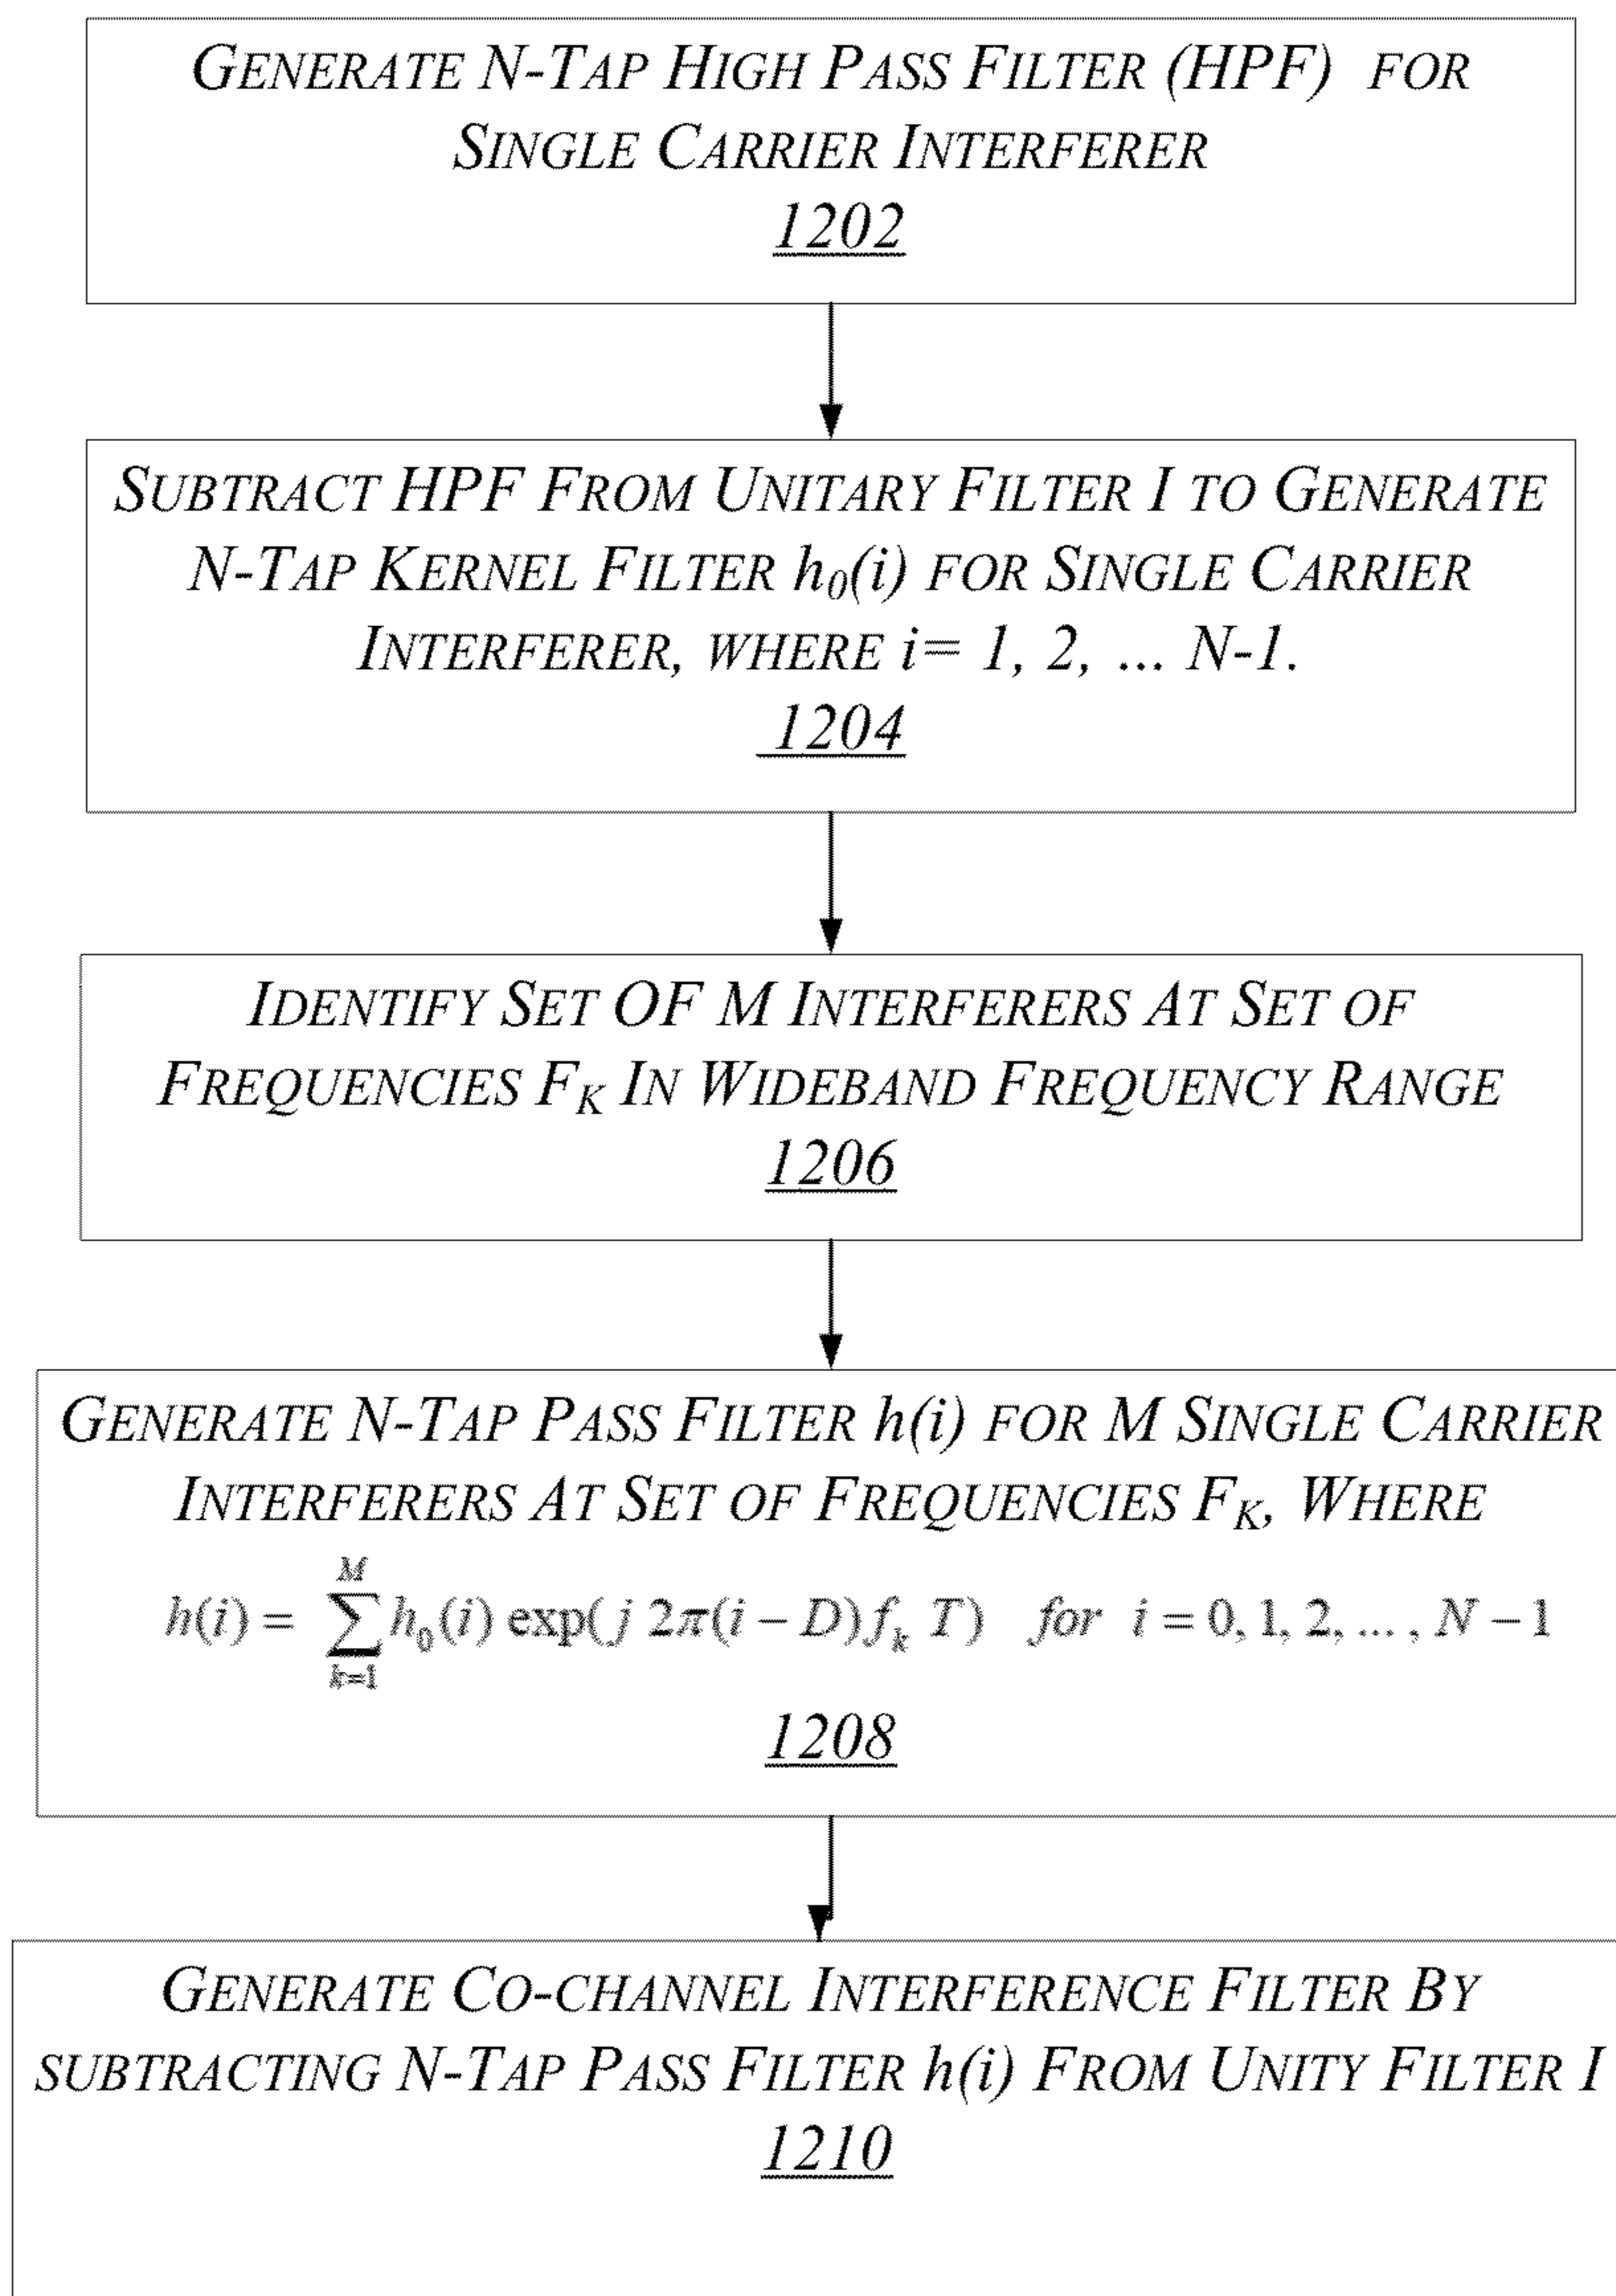 GENERATE N-TAP HIGH PASS FILTER (HPF) FOR
SINGLE CARRIER INTERFERER
1202
SUBTRACT HPF FROM UNITARY FILTER I TO GENERATE
N-TAP KERNEL FILTER h₀(i) FOR SINGLE CARRIER
INTERFERER, WHERE i= 1, 2, ... N-1.
1204
IDENTIFY SET OF M INTERFERERS AT SET OF
FREQUENCIES F_K IN WIDEBAND FREQUENCY RANGE
1206
GENERATE N-TAP PASS FILTER h(i) FOR M SINGLE CARRIER
INTERFERERS AT SET OF FREQUENCIES F_K, WHERE
h(i) = \sum_{k=1}^{M} h₀(i) exp(j 2π(i − D) f_k T) for i = 0, 1, 2, ... , N − 1
1208
GENERATE CO-CHANNEL INTERFERENCE FILTER BY
SUBTRACTING N-TAP PASS FILTER h(i) FROM UNITY FILTER I
1210